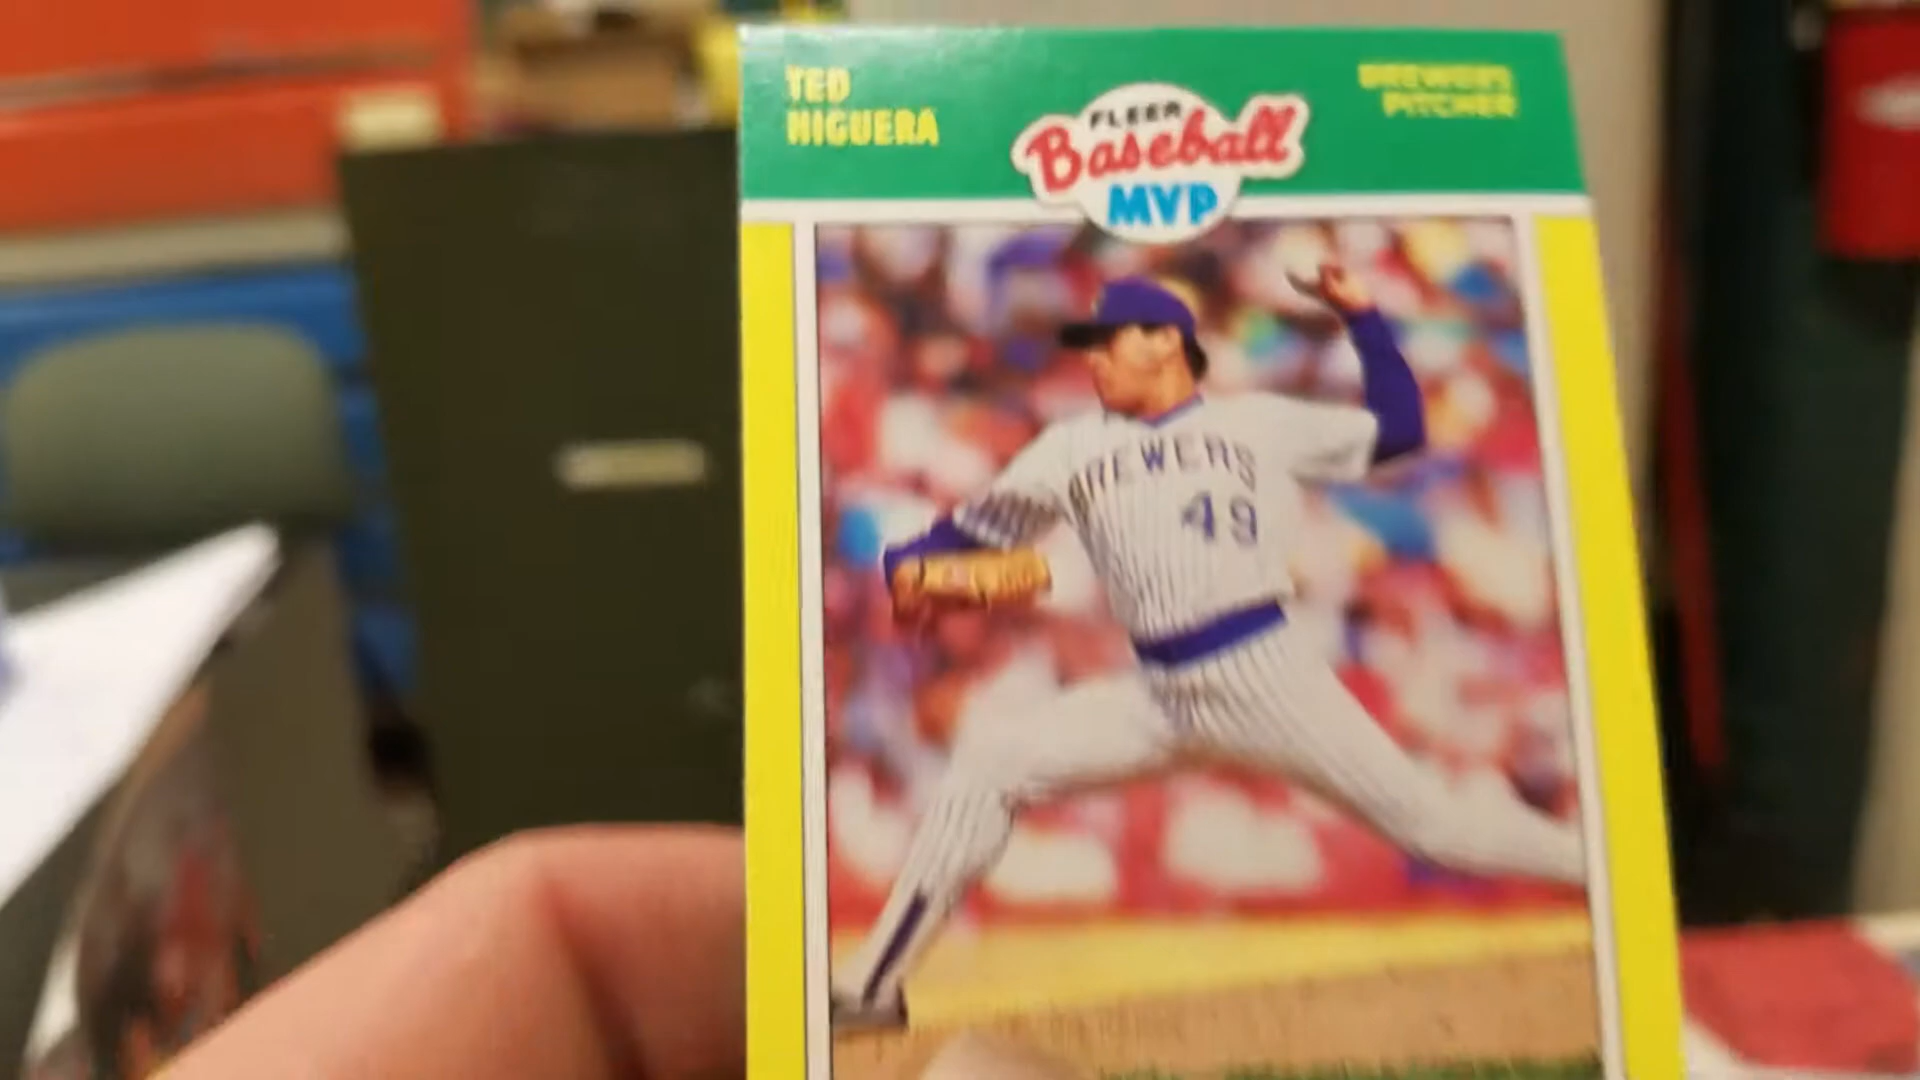 TED
HIGUERA
FLEER
Baseball
MVP
BREWERS
PITCHER
BREWERS
49